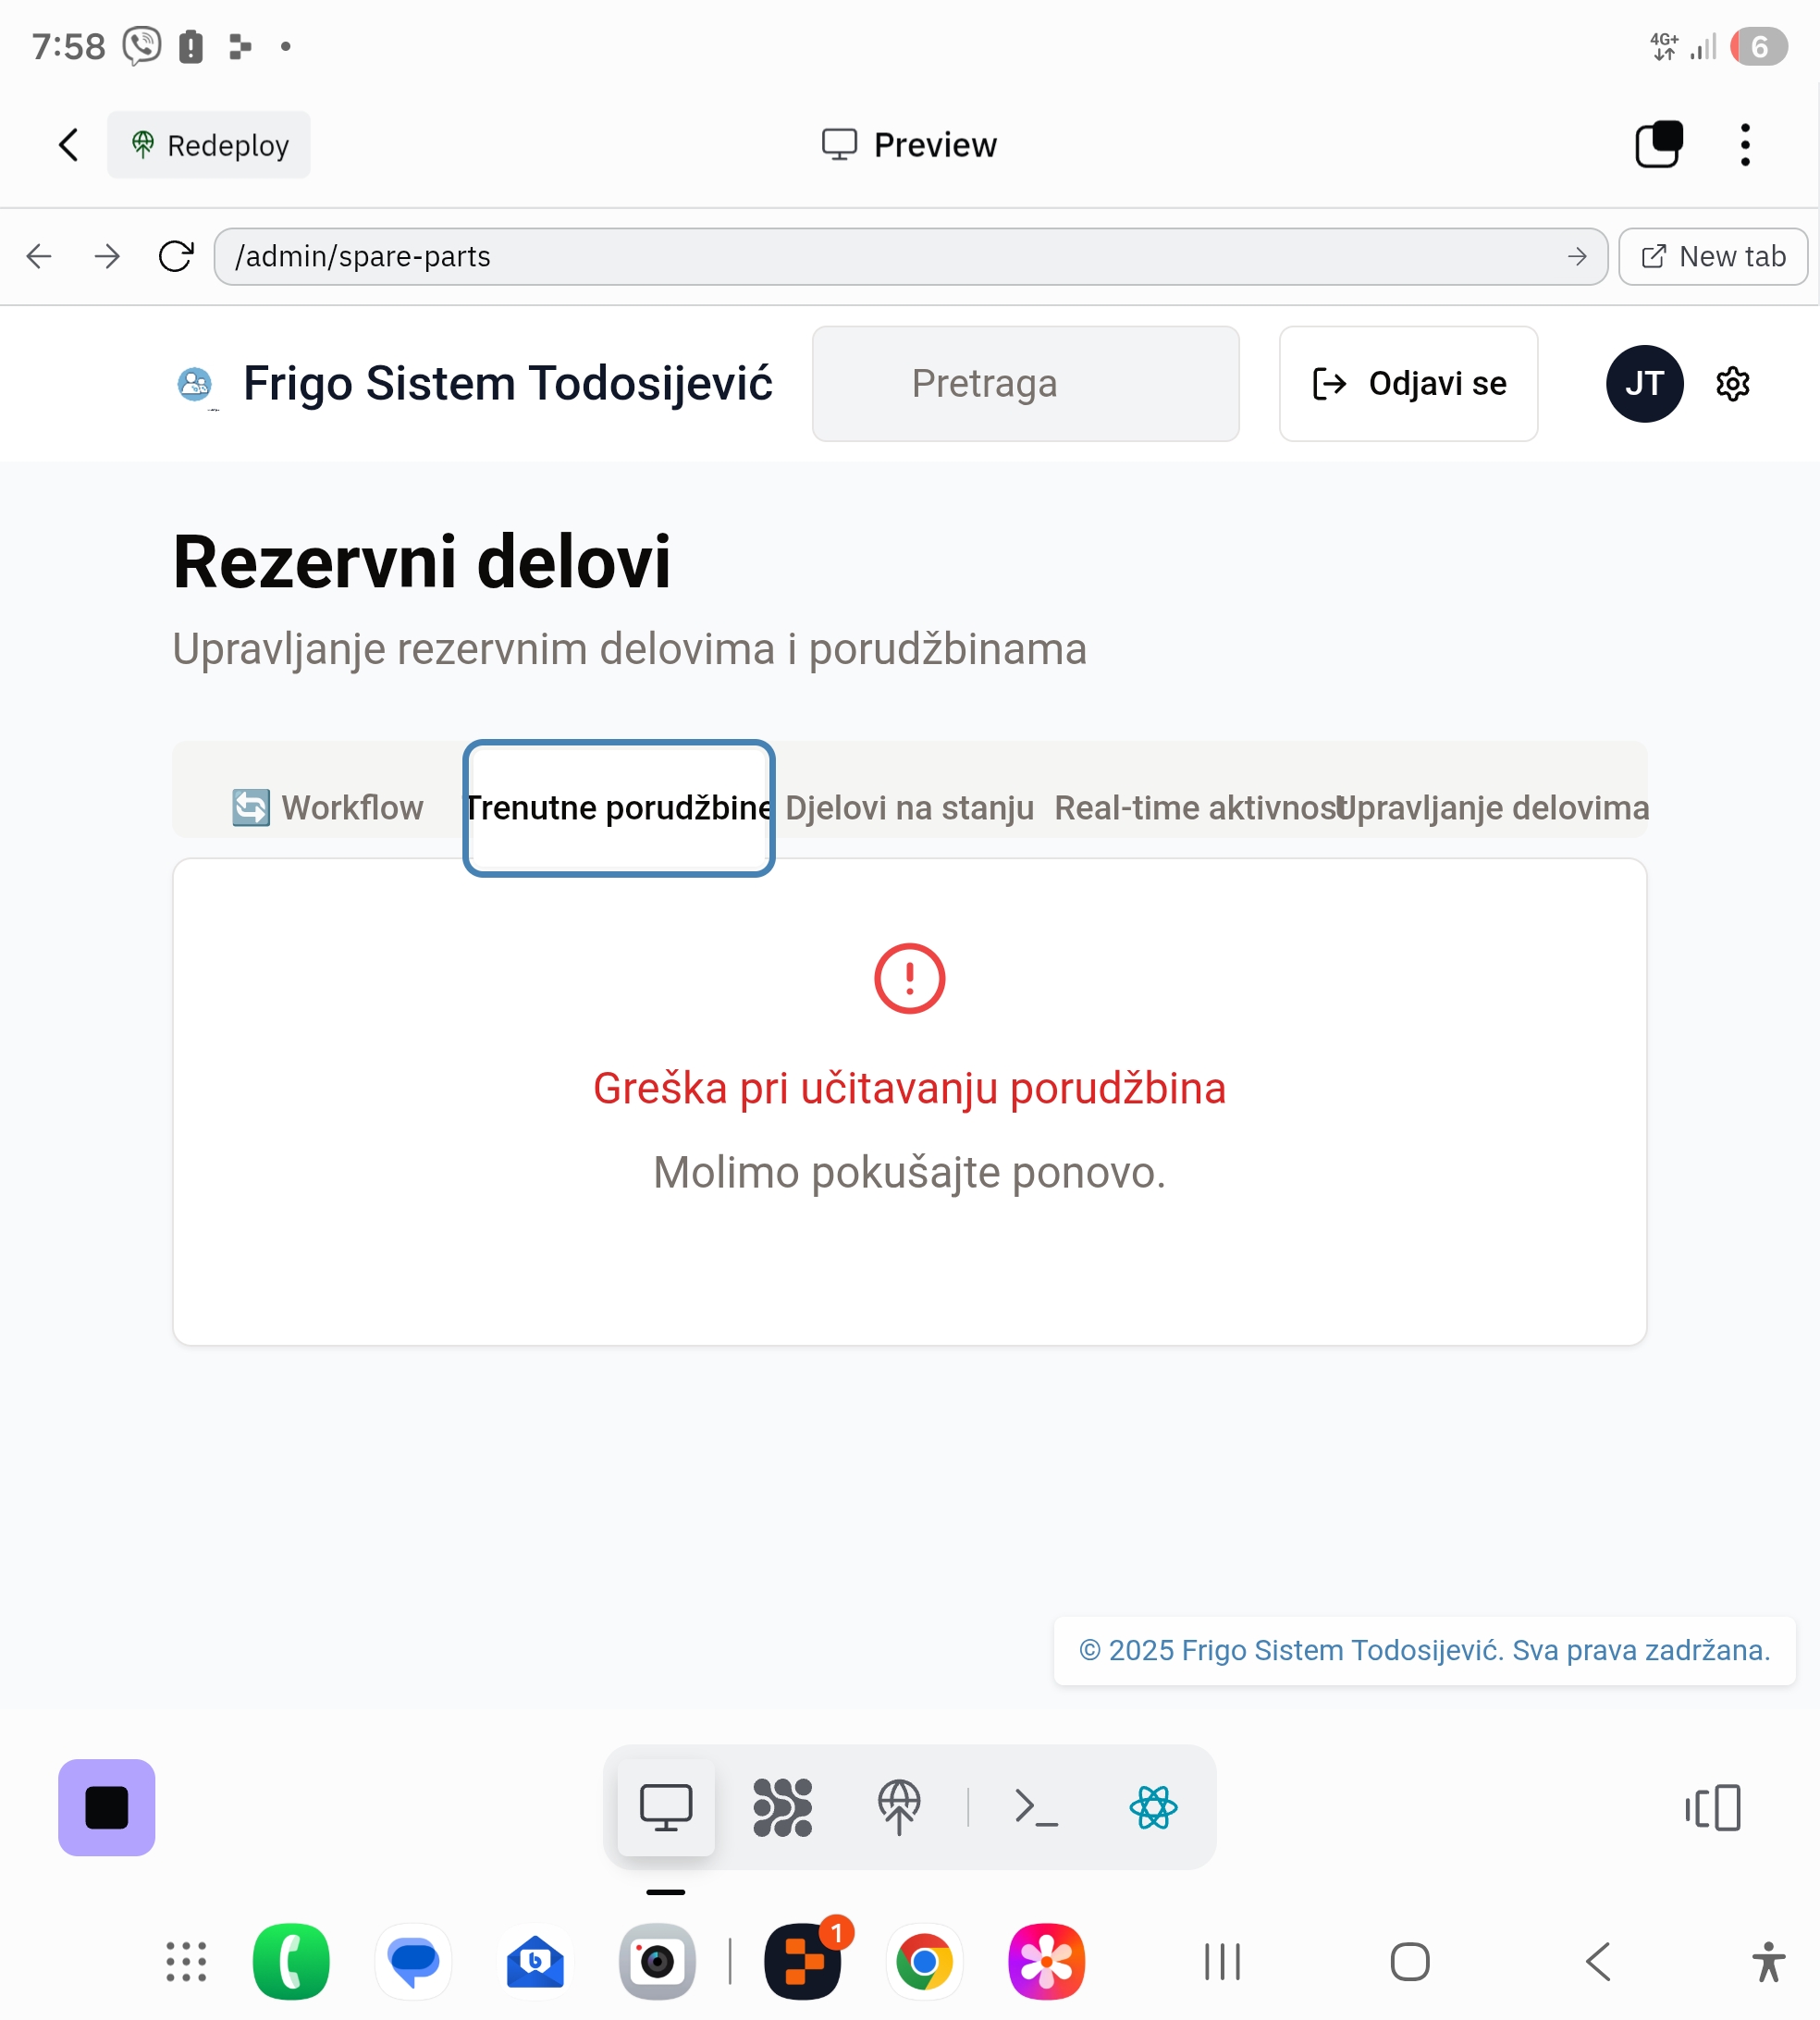 7:58
4G+
6
Redeploy
Preview
/admin/spare-parts
New tab
Frigo Sistem Todosijević
Pretraga
Odjavi se
JT
Rezervni delovi
Upravljanje rezervnim delovima i porudžbinama
Workflow
Trenutne porudžbine
Djelovi na stanju
Real-time aktivnost
Upravljanje delovima
Greška pri učitavanju porudžbina
Molimo pokušajte ponovo.
© 2025 Frigo Sistem Todosijević. Sva prava zadržana.
1